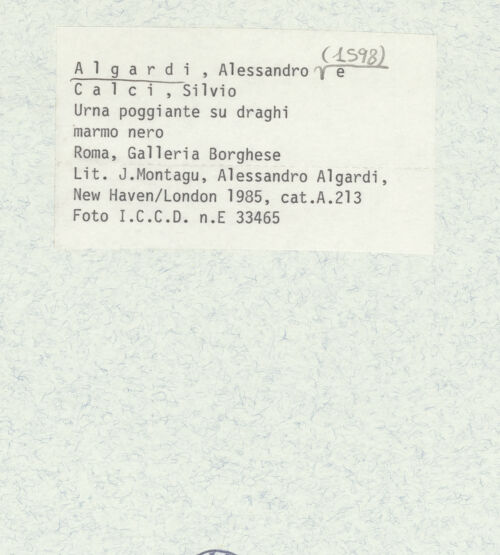 (1598)
A l g a r d i , Alessandro e
C a l c i , Silvio
Urna poggiante su draghi
marmo nero
Roma, Galleria Borghese
Lit. J.Montagu, Alessandro Algardi,
New Haven/London 1985, cat.A.213
Foto I.C.C.D. n.E 33465